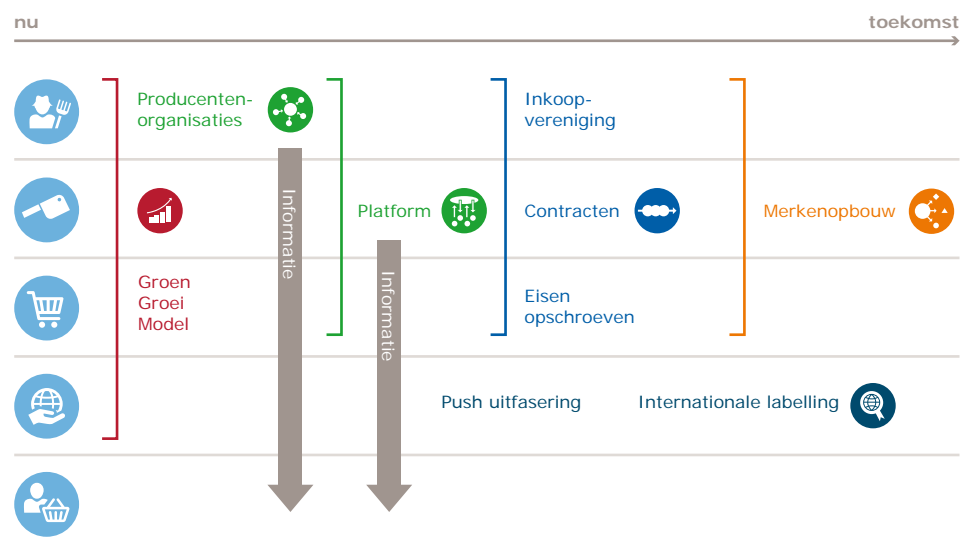 nu
toekomst
Producenten-
organisaties
Inkoop-
vereniging
Informatie
Platform
Contracten
Merkenopbouw
Informatie
Groen
Groei
Model
Eisen
opschroeven
Push uitfasering
Internationale labelling